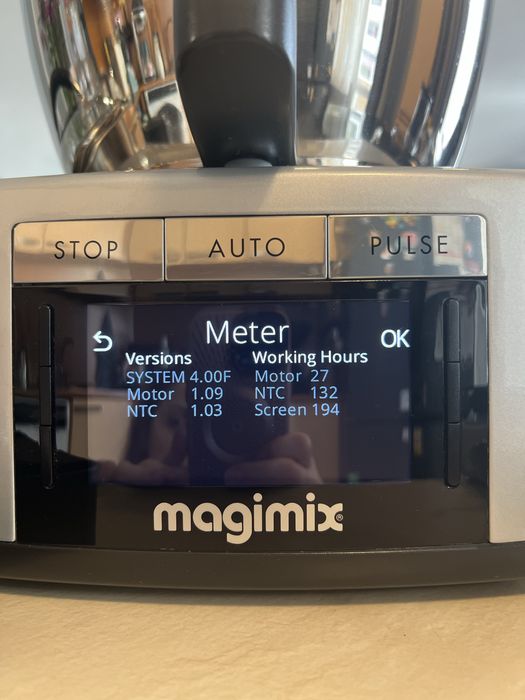 STOP AUTO PULSE
Meter OK
Versions Working Hours
SYSTEM 4.00F Motor 27
Motor 1.09 NTC 132
NTC 1.03 Screen 194
magimix®